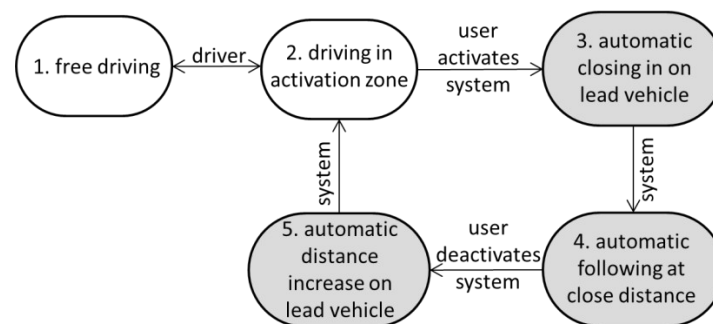 1. free driving
driver
2. driving in
activation zone
user
activates
system
3. automatic
closing in on
lead vehicle
system
4. automatic
following at
close distance
user
deactivates
system
5. automatic
distance
increase on
lead vehicle
system